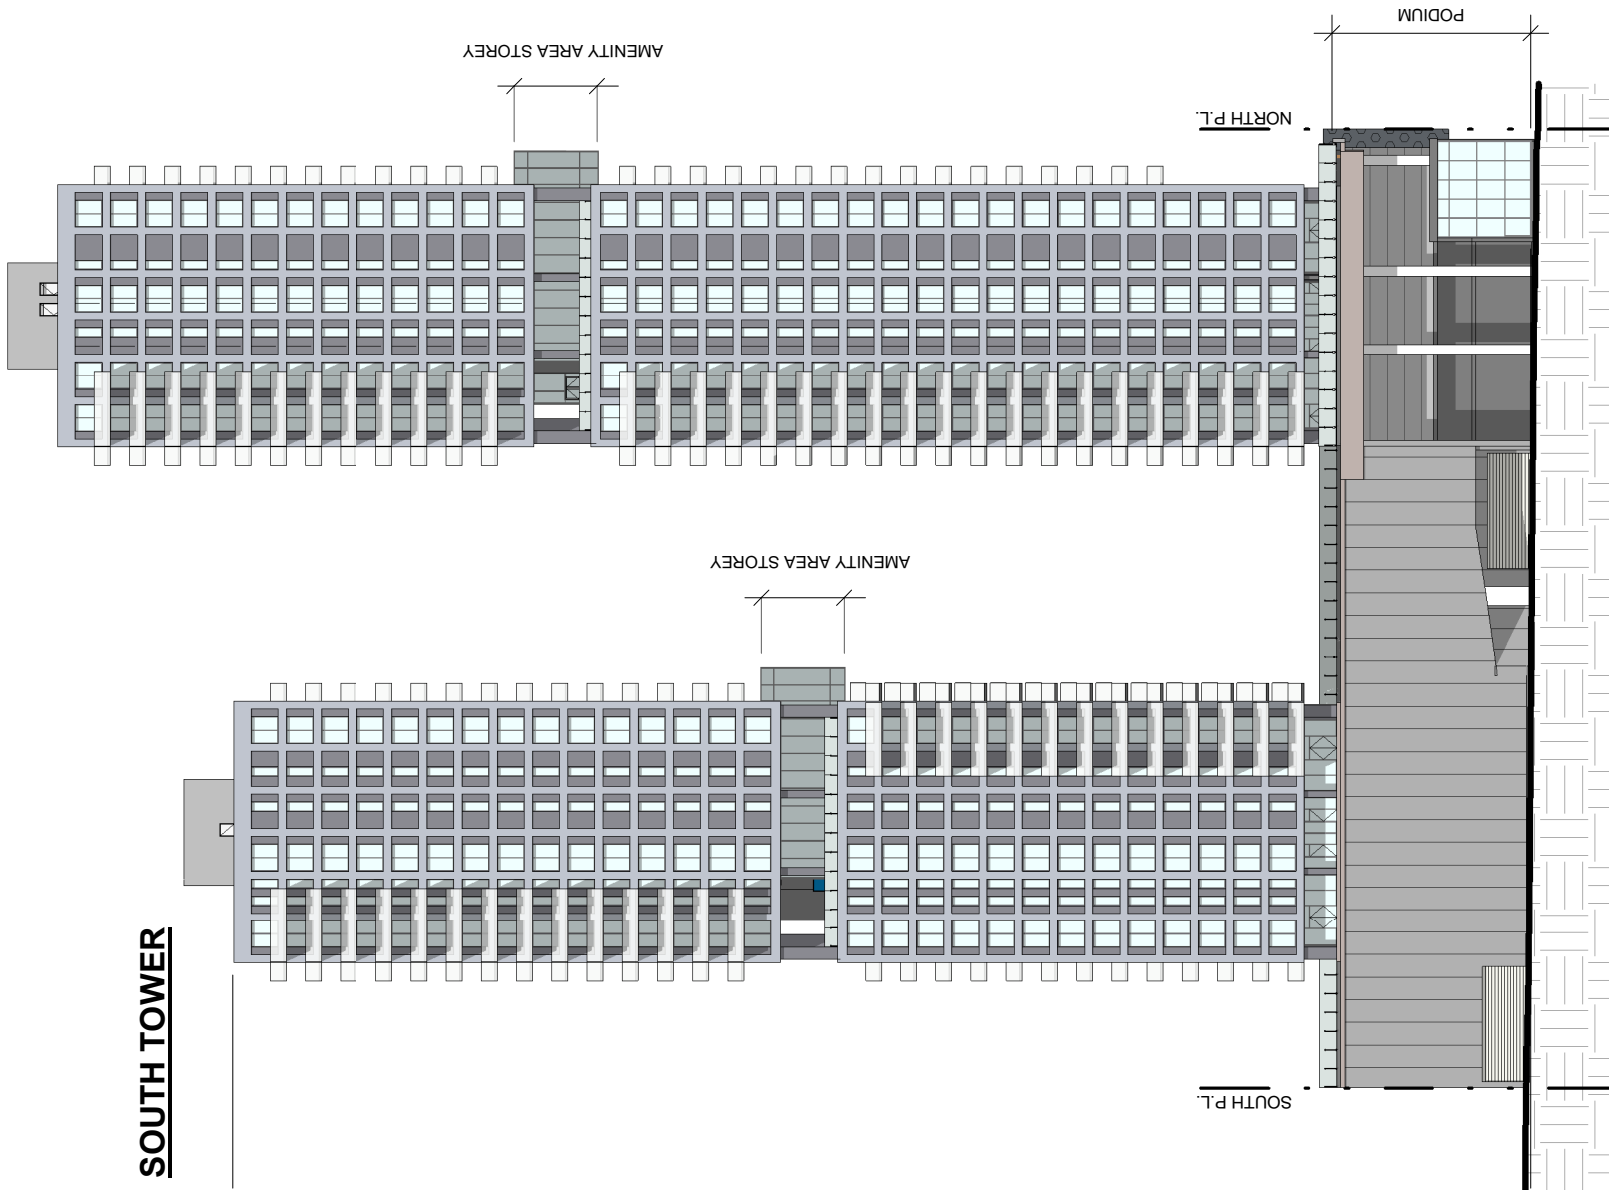 PODIUM
AMENITY AREA STOREY
NORTH P.L.
AMENITY AREA STOREY
SOUTH TOWER
SOUTH P.L.